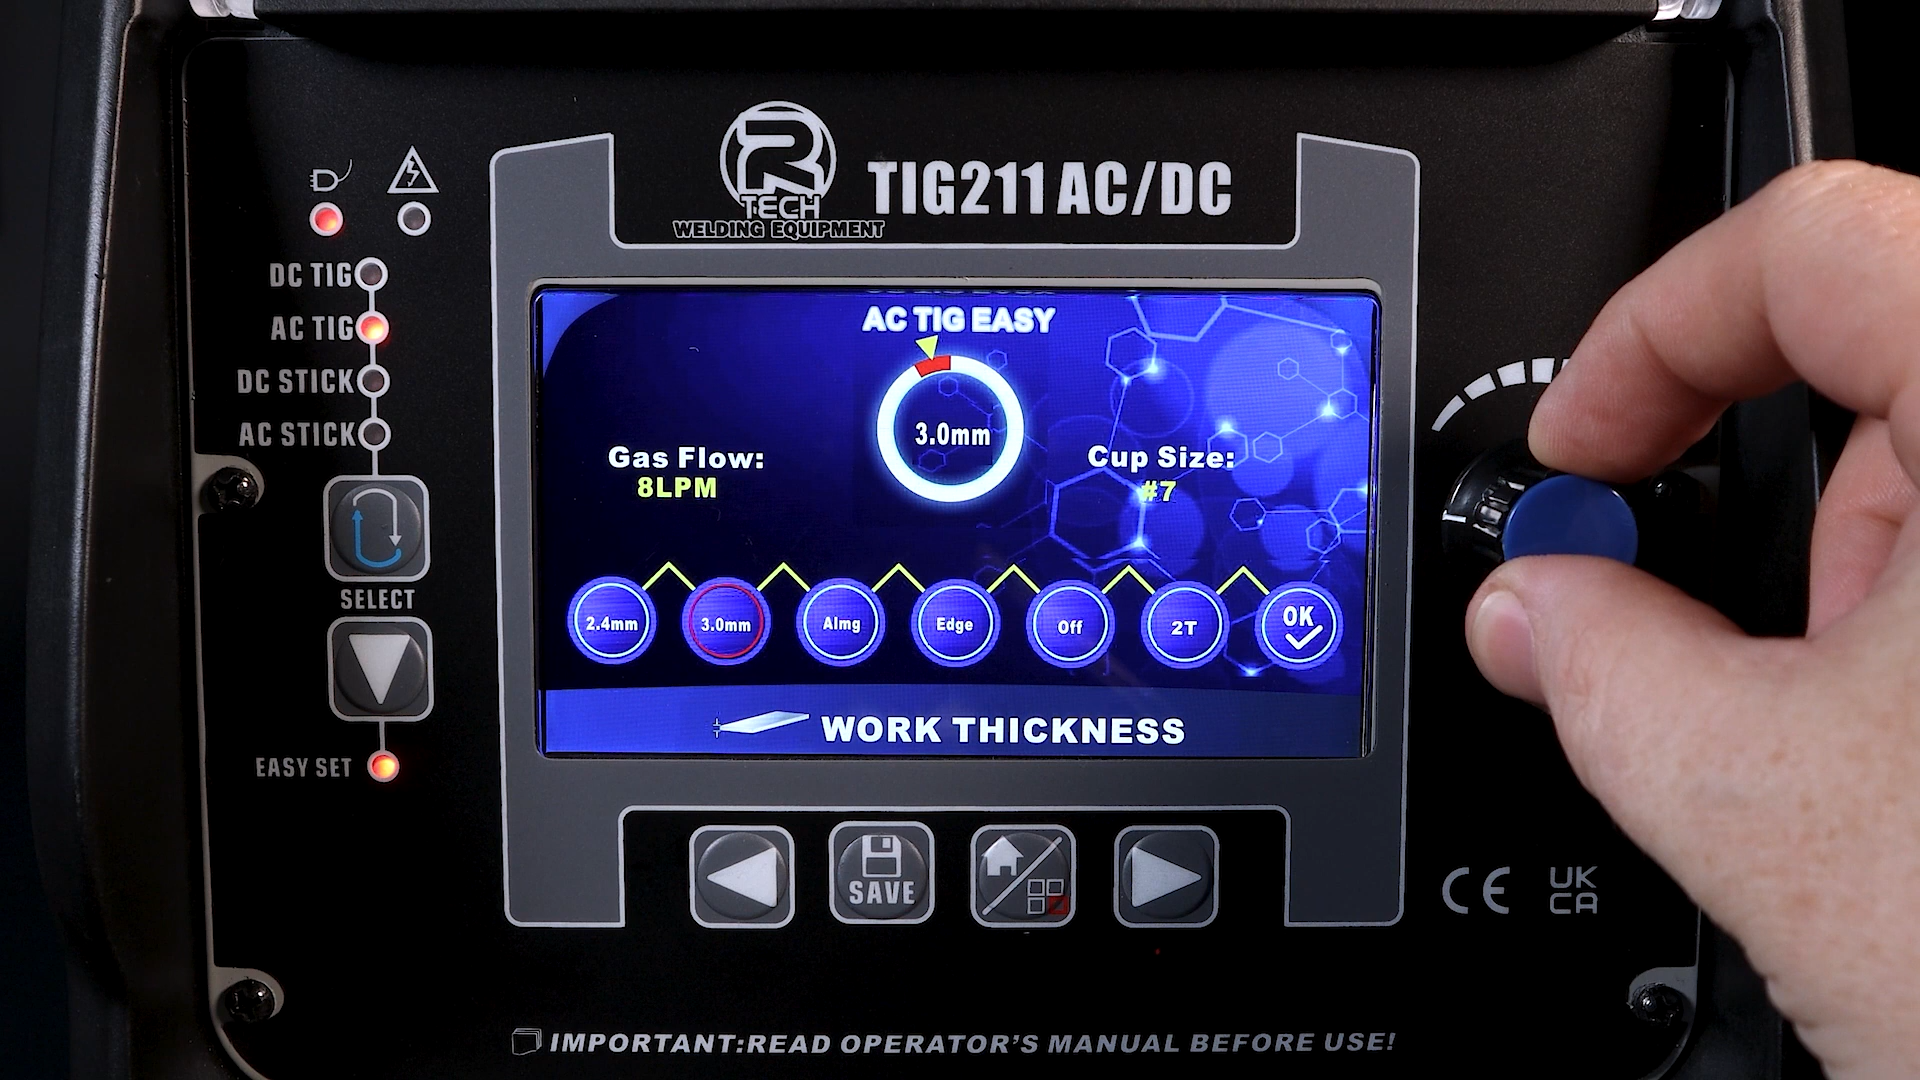 R
TECH
WELDING EQUIPMENT
TIG211 AC/DC
DC TIG
AC TIG
DC STICK
AC STICK
SELECT
EASY SET
AC TIG EASY
3.0mm
Gas Flow:
8LPM
Cup Size:
#7
2.4mm
3.0mm
Almg
Edge
Off
2T
OK
WORK THICKNESS
SAVE
CE
UK
CA
IMPORTANT:READ OPERATOR'S MANUAL BEFORE USE!